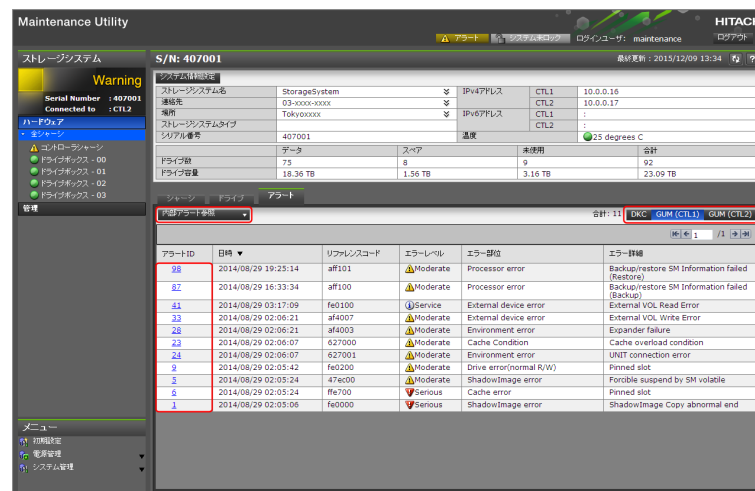 Maintenance Utility
HITACHI
アラート システム未ロック ログインユーザ: maintenance ログアウト
ストレージシステム
Warning
Serial Number : 407001
Connected to : CTL2
ハードウェア
全シャーシ
コントローラシャーシ
ドライブボックス - 00
ドライブボックス - 01
ドライブボックス - 02
ドライブボックス - 03
管理
メニュー
初期設定
電源管理
システム管理
S/N: 407001 最終更新 : 2015/12/09 13:34
システム情報設定
ストレージシステム名 StorageSystem IPv4アドレス CTL1 10.0.0.16
連絡先 03-xxxx-xxxx CTL2 10.0.0.17
場所 Tokyoxxxx IPv6アドレス CTL1 :
ストレージシステムタイプ CTL2 :
シリアル番号 407001 温度 25 degrees C
データ スペア 未使用 合計
ドライブ数 75 8 9 92
ドライブ容量 18.36 TB 1.56 TB 3.16 TB 23.09 TB
シャーシ ドライブ アラート
内部アラート参照 合計: 11 DKC GUM (CTL1) GUM (CTL2)
1 /1
アラートID 日時 ▼ リファレンスコード エラーレベル エラー部位 エラー詳細
98 2014/08/29 19:25:14 aff101 Moderate Processor error Backup/restore SM Information failed (Restore)
87 2014/08/29 16:33:34 aff100 Moderate Processor error Backup/restore SM Information failed (Backup)
41 2014/08/29 03:17:09 fe0100 Service External device error External VOL Read Error
33 2014/08/29 02:06:21 af4007 Moderate External device error External VOL Write Error
28 2014/08/29 02:06:21 af4003 Moderate Environment error Expander failure
23 2014/08/29 02:06:07 627000 Moderate Cache Condition Cache overload condition
24 2014/08/29 02:06:07 627001 Moderate Environment error UNIT connection error
9 2014/08/29 02:05:42 fe0200 Moderate Drive error(normal R/W) Pinned slot
5 2014/08/29 02:05:24 47ec00 Moderate ShadowImage error Forcible suspend by SM volatile
6 2014/08/29 02:05:24 ffe700 Serious Cache error Pinned slot
1 2014/08/29 02:05:06 fe0000 Serious ShadowImage error ShadowImage Copy abnormal end